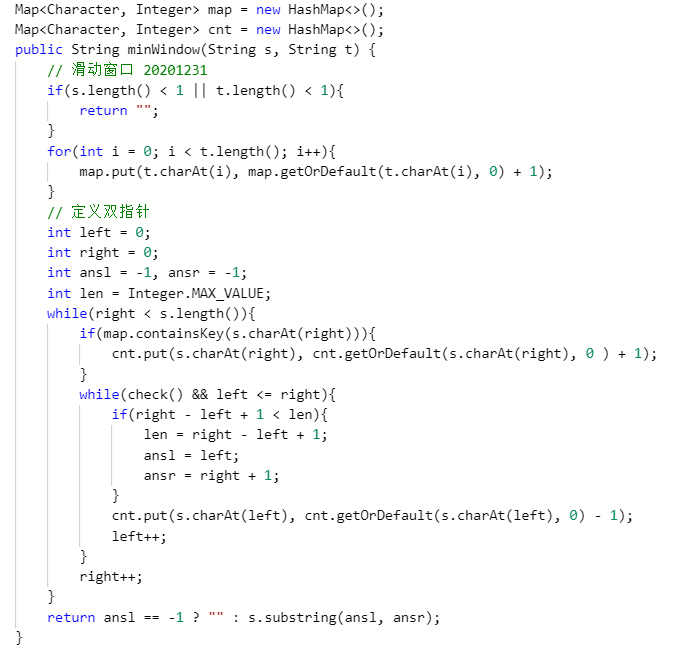 Map<Character, Integer> map = new HashMap<>();
Map<Character, Integer> cnt = new HashMap<>();
public String minWindow(String s, String t) {
    // 滑动窗口 20201231
    if(s.length() < 1 || t.length() < 1){
        return "";
    }
    for(int i = 0; i < t.length(); i++){
        map.put(t.charAt(i), map.getOrDefault(t.charAt(i), 0) + 1);
    }
    // 定义双指针
    int left = 0;
    int right = 0;
    int ansl = -1, ansr = -1;
    int len = Integer.MAX_VALUE;
    while(right < s.length()){
        if(map.containsKey(s.charAt(right))){
            cnt.put(s.charAt(right), cnt.getOrDefault(s.charAt(right), 0 ) + 1);
        }
        while(check() && left <= right){
            if(right - left + 1 < len){
                len = right - left + 1;
                ansl = left;
                ansr = right + 1;
            }
            cnt.put(s.charAt(left), cnt.getOrDefault(s.charAt(left), 0) - 1);
            left++;
        }
        right++;
    }
    return ansl == -1 ? "" : s.substring(ansl, ansr);
}